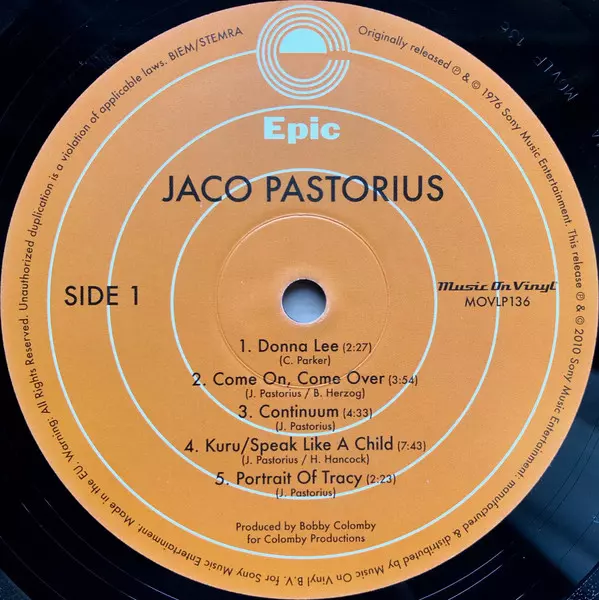 Epic
JACO PASTORIUS
SIDE 1
Music On Vinyl
MOVLP136
1. Donna Lee (2:27)
(C. Parker)
2. Come On, Come Over (3:54)
(J. Pastorius / B. Herzog)
3. Continuum (4:33)
(J. Pastorius)
4. Kuru/Speak Like A Child (7:43)
(J. Pastorius / H. Hancock)
5. Portrait Of Tracy (2:23)
(J. Pastorius)
Produced by Bobby Colomby
for Colomby Productions
Originally released ℗ & © 1976 Sony Music Entertainment. This release ℗ & © 2010 Sony Music Entertainment. manufactured & distributed by Music On Vinyl B.V. for Sony Music Entertainment. Made in the EU. Warning: All Rights Reserved. Unauthorized duplication is a violation of applicable laws. BIEM/STEMRA